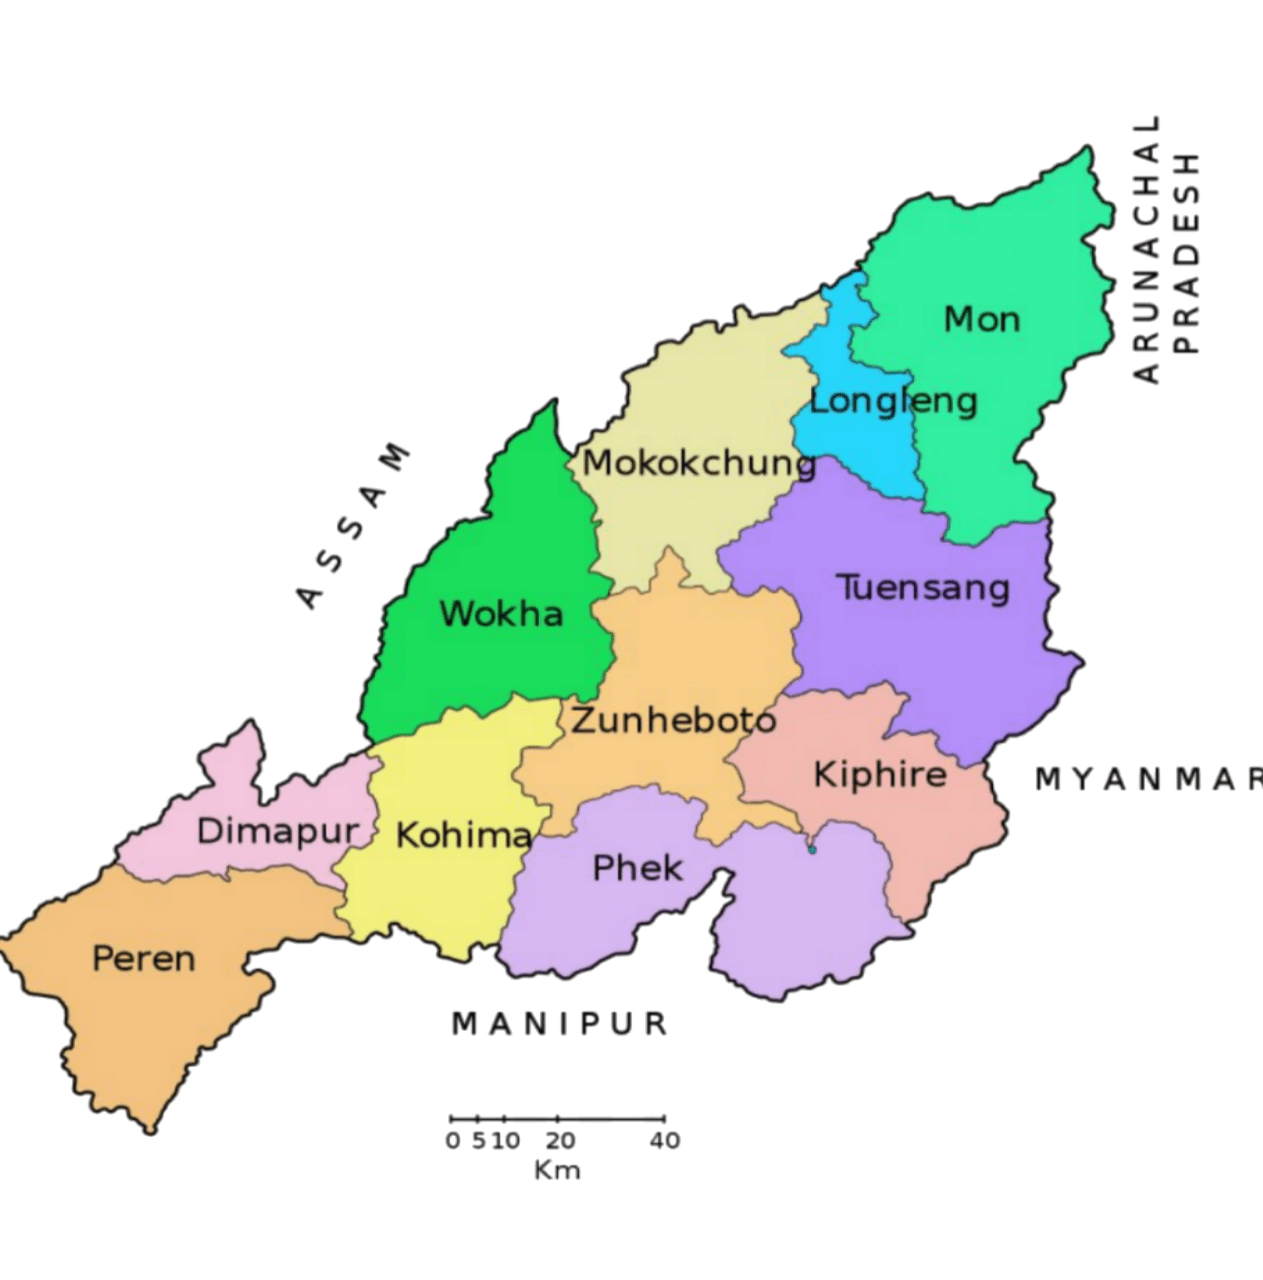 ARUNACHAL
PRADESH
Mon
Longleng
ASSAM
Mokokchung
Tuensang
Wokha
Zunheboto
Kiphire
MYANMAR
Dimapur
Kohima
Phek
Peren
MANIPUR
0 5 10 20 40
Km